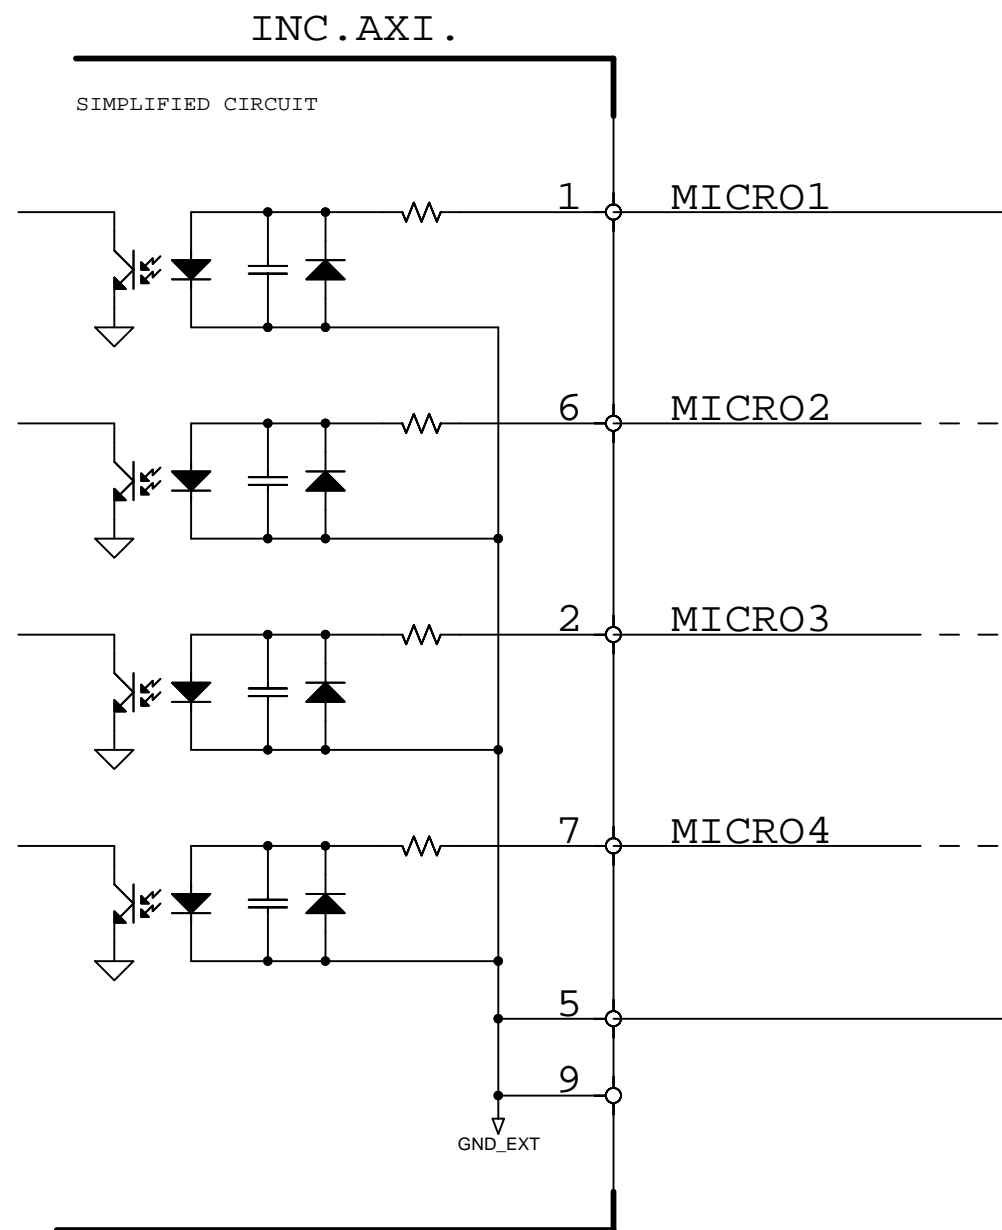 INC.AXI.
SIMPLIFIED CIRCUIT
1 MICRO1
6 MICRO2
2 MICRO3
7 MICRO4
5
9
GND_EXT